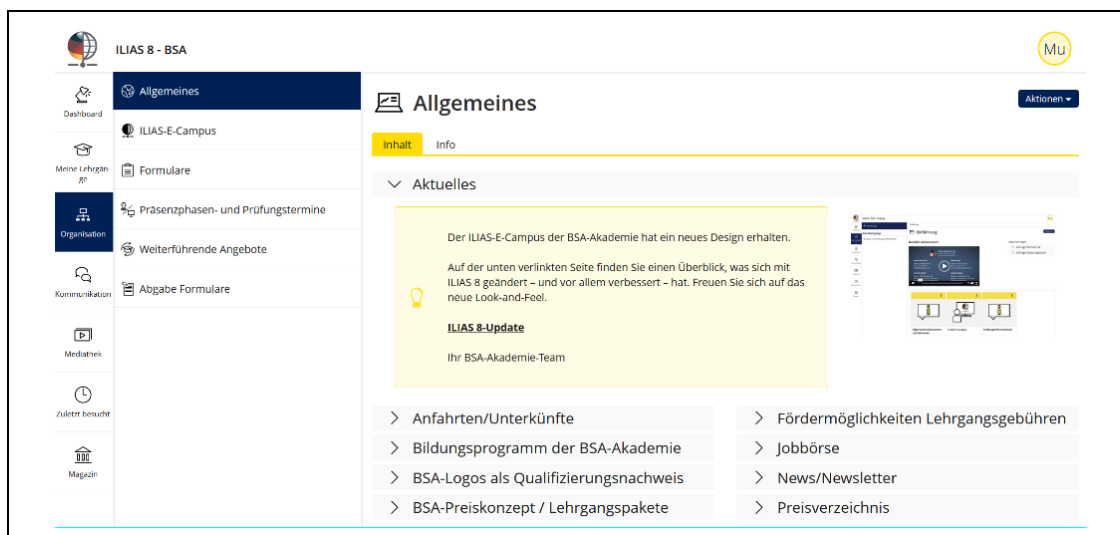 ILIAS 8 - BSA
Mu
Dashboard
Meine Lehrgän-
ge
Organisation
Kommunikation
Mediathek
Zuletzt besucht
Magazin
Allgemeines
ILIAS-E-Campus
Formulare
Präsenzphasen- und Prüfungstermine
Weiterführende Angebote
Abgabe Formulare
Allgemeines
Aktionen
Inhalt Info
Aktuelles
Der ILIAS-E-Campus der BSA-Akademie hat ein neues Design erhalten.
Auf der unten verlinkten Seite finden Sie einen Überblick, was sich mit
ILIAS 8 geändert – und vor allem verbessert – hat. Freuen Sie sich auf das
neue Look-and-Feel.
ILIAS 8-Update
Ihr BSA-Akademie-Team
Einführung
Anfahrten/Unterkünfte
Bildungsprogramm der BSA-Akademie
BSA-Logos als Qualifizierungsnachweis
BSA-Preiskonzept / Lehrgangspakete
Fördermöglichkeiten Lehrgangsgebühren
Jobbörse
News/Newsletter
Preisverzeichnis